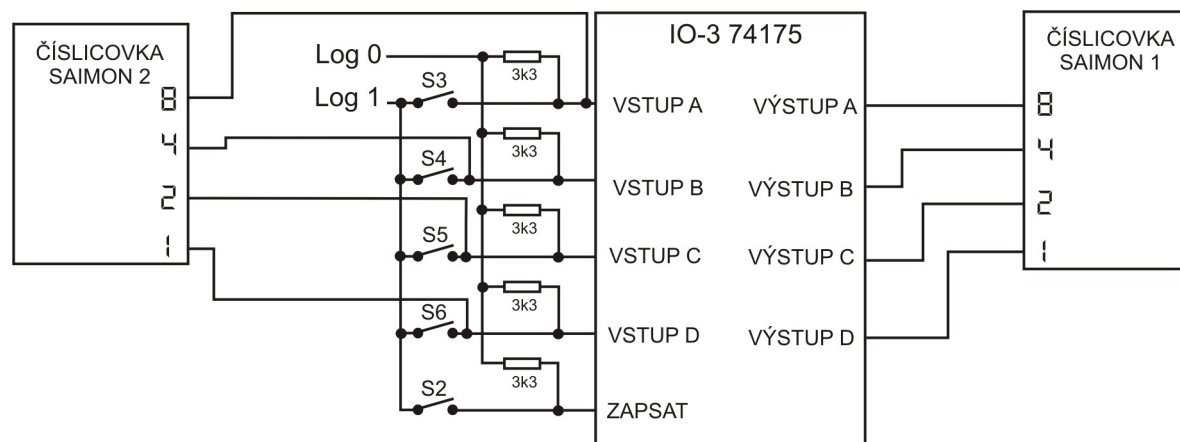 ČÍSLICOVKA
SAIMON 2
8
4
2
1
Log 0
Log 1
S3
3k3
S4
3k3
S5
3k3
S6
3k3
S2
3k3
IO-3 74175
VSTUP A
VSTUP B
VSTUP C
VSTUP D
ZAPSAT
VÝSTUP A
VÝSTUP B
VÝSTUP C
VÝSTUP D
ČÍSLICOVKA
SAIMON 1
8
4
2
1